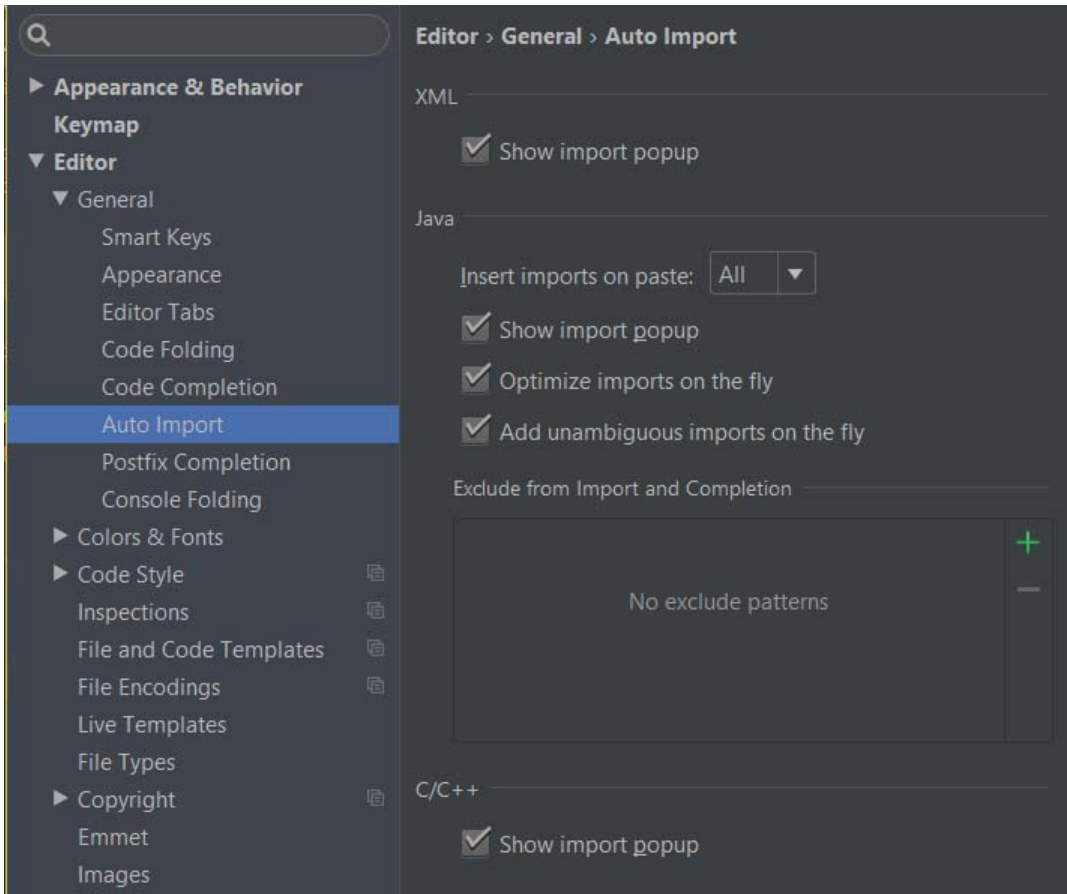 Appearance & Behavior
Keymap
Editor
General
Smart Keys
Appearance
Editor Tabs
Code Folding
Code Completion
Auto Import
Postfix Completion
Console Folding
Colors & Fonts
Code Style
Inspections
File and Code Templates
File Encodings
Live Templates
File Types
Copyright
Emmet
Images
Editor › General › Auto Import
XML
Show import popup
Java
Insert imports on paste: All
Show import popup
Optimize imports on the fly
Add unambiguous imports on the fly
Exclude from Import and Completion
No exclude patterns
C/C++
Show import popup